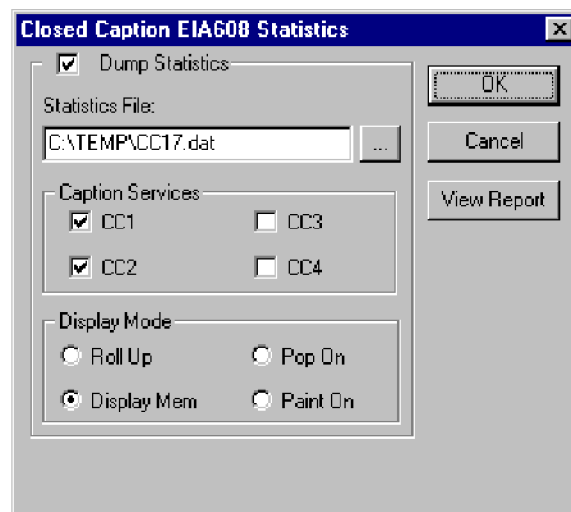 Closed Caption EIA608 Statistics
Dump Statistics
OK
Statistics File:
C:\TEMP\CC17.dat
...
Cancel
View Report
Caption Services
CC1
CC3
CC2
CC4
Display Mode
Roll Up
Pop On
Display Mem
Paint On